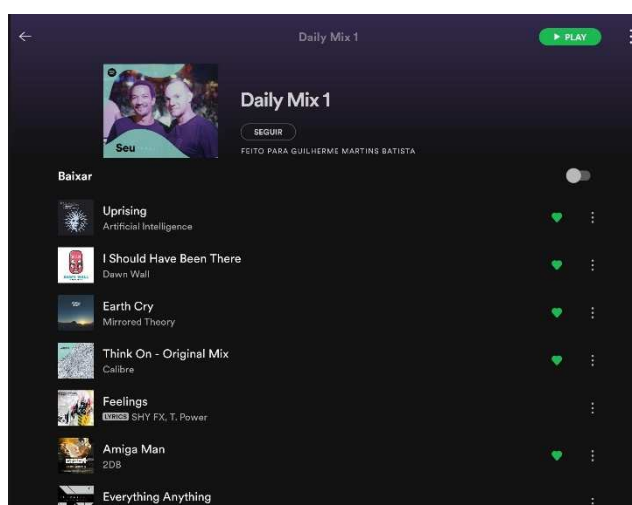 Daily Mix 1
PLAY
Seu
Daily Mix 1
SEGUIR
FEITO PARA GUILHERME MARTINS BATISTA
Baixar
Uprising
Artificial Intelligence
I Should Have Been There
Dawn Wall
Earth Cry
Mirrored Theory
Think On - Original Mix
Calibre
Feelings
LYRICS SHY FX, T. Power
Amiga Man
2DB
Everything Anything